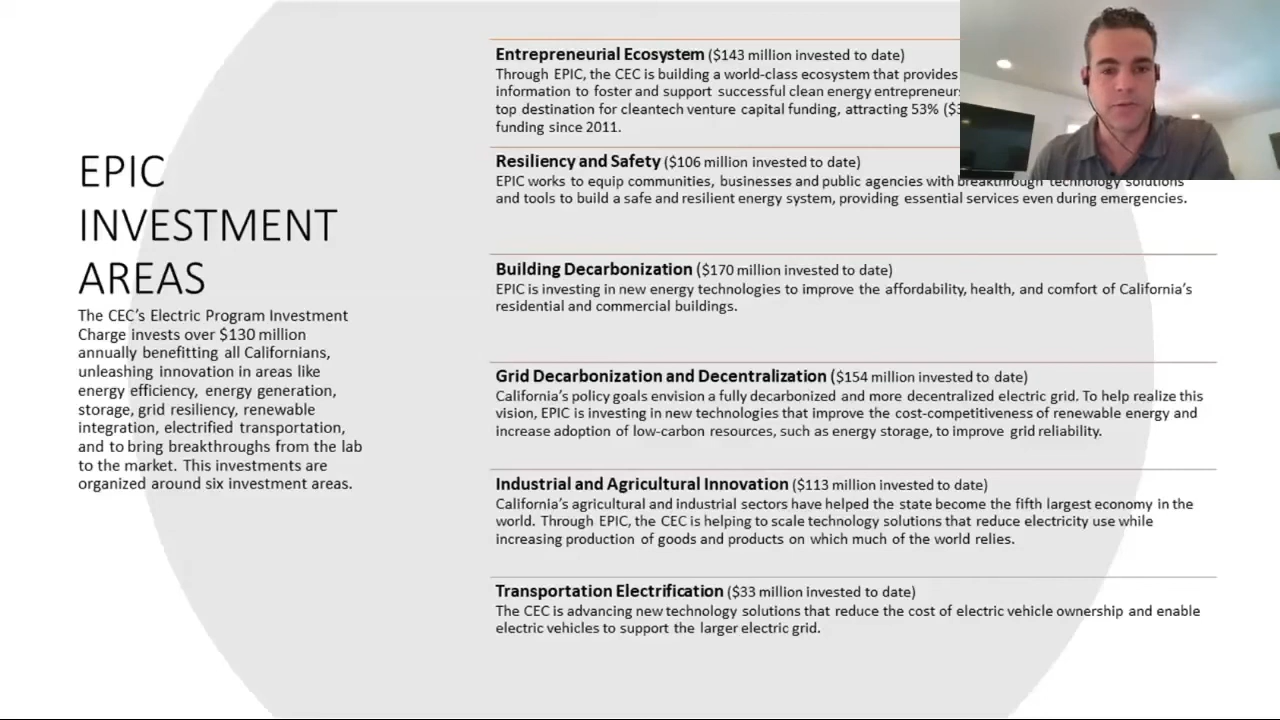 EPIC
INVESTMENT
AREAS
The CEC's Electric Program Investment
Charge invests over $130 million
annually benefitting all Californians,
unleashing innovation in areas like
energy efficiency, energy generation,
storage, grid resiliency, renewable
integration, electrified transportation,
and to bring breakthroughs from the lab
to the market. This investments are
organized around six investment areas.
Entrepreneurial Ecosystem ($143 million invested to date)
Through EPIC, the CEC is building a world-class ecosystem that provides
information to foster and support successful clean energy entrepreneurs
top destination for cleantech venture capital funding, attracting 53%
funding since 2011.
Resiliency and Safety ($106 million invested to date)
EPIC works to equip communities, businesses and public agencies with breakthrough technology solutions
and tools to build a safe and resilient energy system, providing essential services even during emergencies.
Building Decarbonization ($170 million invested to date)
EPIC is investing in new energy technologies to improve the affordability, health, and comfort of California's
residential and commercial buildings.
Grid Decarbonization and Decentralization ($154 million invested to date)
California's policy goals envision a fully decarbonized and more decentralized electric grid. To help realize this
vision, EPIC is investing in new technologies that improve the cost-competitiveness of renewable energy and
increase adoption of low-carbon resources, such as energy storage, to improve grid reliability.
Industrial and Agricultural Innovation ($113 million invested to date)
California's agricultural and industrial sectors have helped the state become the fifth largest economy in the
world. Through EPIC, the CEC is helping to scale technology solutions that reduce electricity use while
increasing production of goods and products on which much of the world relies.
Transportation Electrification ($33 million invested to date)
The CEC is advancing new technology solutions that reduce the cost of electric vehicle ownership and enable
electric vehicles to support the larger electric grid.